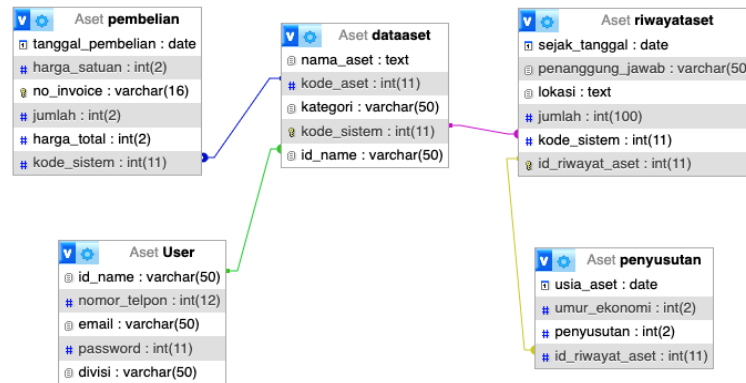 Aset pembelian
tanggal_pembelian : date
harga_satuan : int(2)
no_invoice : varchar(16)
jumlah : int(2)
harga_total : int(2)
kode_sistem : int(11)
Aset dataaset
nama_aset : text
kode_aset : int(11)
kategori : varchar(50)
kode_sistem : int(11)
id_name : varchar(50)
Aset riwayataset
sejak_tanggal : date
penanggung_jawab : varchar(50
lokasi : text
jumlah : int(100)
kode_sistem : int(11)
id_riwayat_aset : int(11)
Aset User
id_name : varchar(50)
nomor_telpon : int(12)
email : varchar(50)
password : int(11)
divisi : varchar(50)
Aset penyusutan
usia_aset : date
umur_ekonomi : int(2)
penyusutan : int(2)
id_riwayat_aset : int(11)